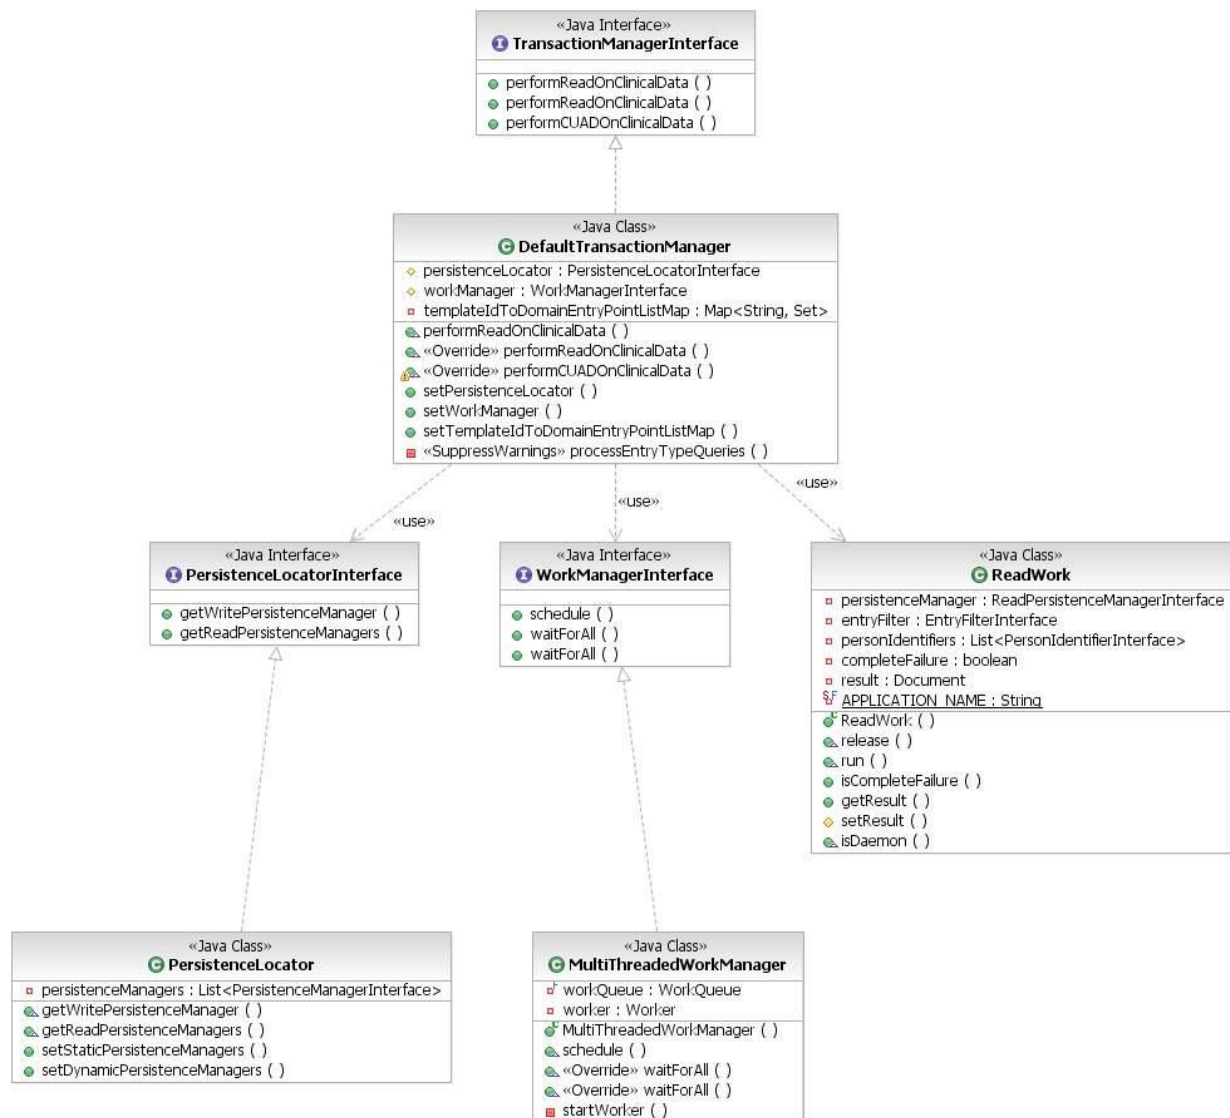 «Java Interface»
TransactionManagerInterface
performReadOnClinicalData ( )
performReadOnClinicalData ( )
performCUADOnClinicalData ( )
«Java Class»
DefaultTransactionManager
persistenceLocator : PersistenceLocatorInterface
workManager : WorkManagerInterface
templateIdToDomainEntryPointListMap : Map<String, Set>
performReadOnClinicalData ( )
«Override» performReadOnClinicalData ( )
«Override» performCUADOnClinicalData ( )
setPersistenceLocator ( )
setWorkManager ( )
setTemplateIdToDomainEntryPointListMap ( )
«SuppressWarnings» processEntryTypeQueries ( )
«use»
«use»
«use»
«Java Interface»
PersistenceLocatorInterface
getWritePersistenceManager ( )
getReadPersistenceManagers ( )
«Java Interface»
WorkManagerInterface
schedule ( )
waitForAll ( )
waitForAll ( )
«Java Class»
ReadWork
persistenceManager : ReadPersistenceManagerInterface
entryFilter : EntryFilterInterface
personIdentifiers : List<PersonIdentifierInterface>
completeFailure : boolean
result : Document
APPLICATION_NAME : String
ReadWork ( )
release ( )
run ( )
isCompleteFailure ( )
getResult ( )
setResult ( )
isDaemon ( )
«Java Class»
PersistenceLocator
persistenceManagers : List<PersistenceManagerInterface>
getWritePersistenceManager ( )
getReadPersistenceManagers ( )
setStaticPersistenceManagers ( )
setDynamicPersistenceManagers ( )
«Java Class»
MultiThreadedWorkManager
workQueue : WorkQueue
worker : Worker
MultiThreadedWorkManager ( )
schedule ( )
«Override» waitForAll ( )
«Override» waitForAll ( )
startWorker ( )